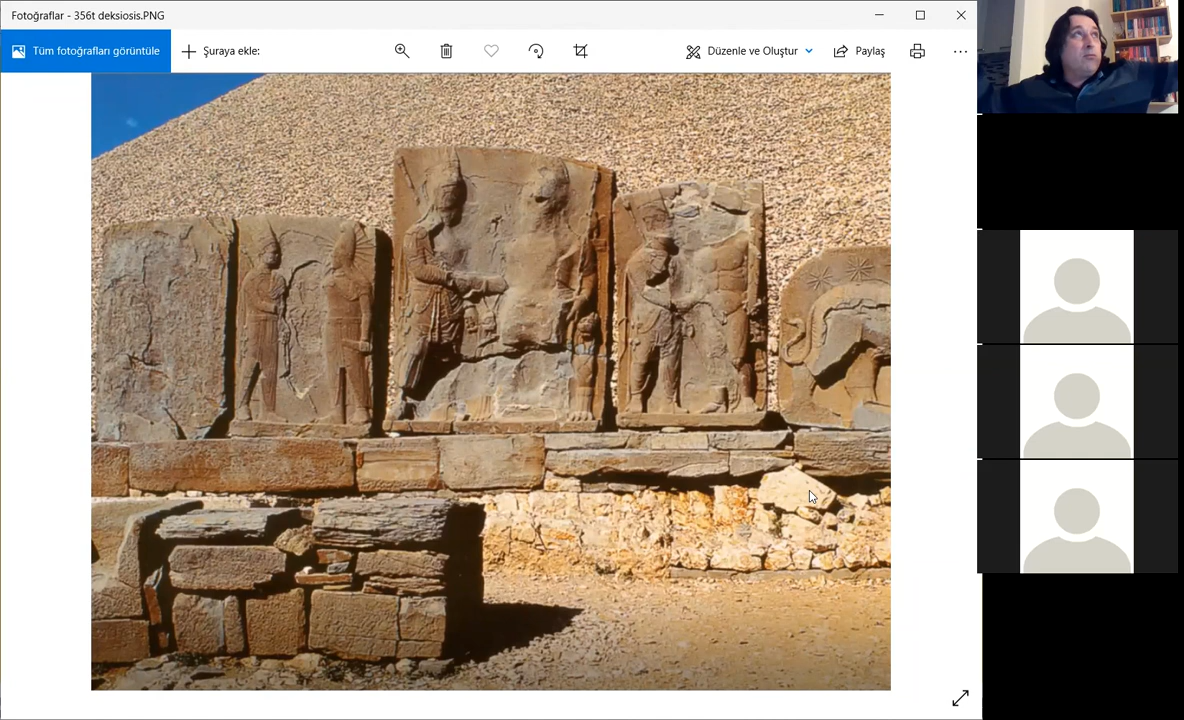 Fotoğraflar - 356t deksiosis.PNG
Tüm fotoğrafları görüntüle
Şuraya ekle:
Düzenle ve Oluştur
Paylaş